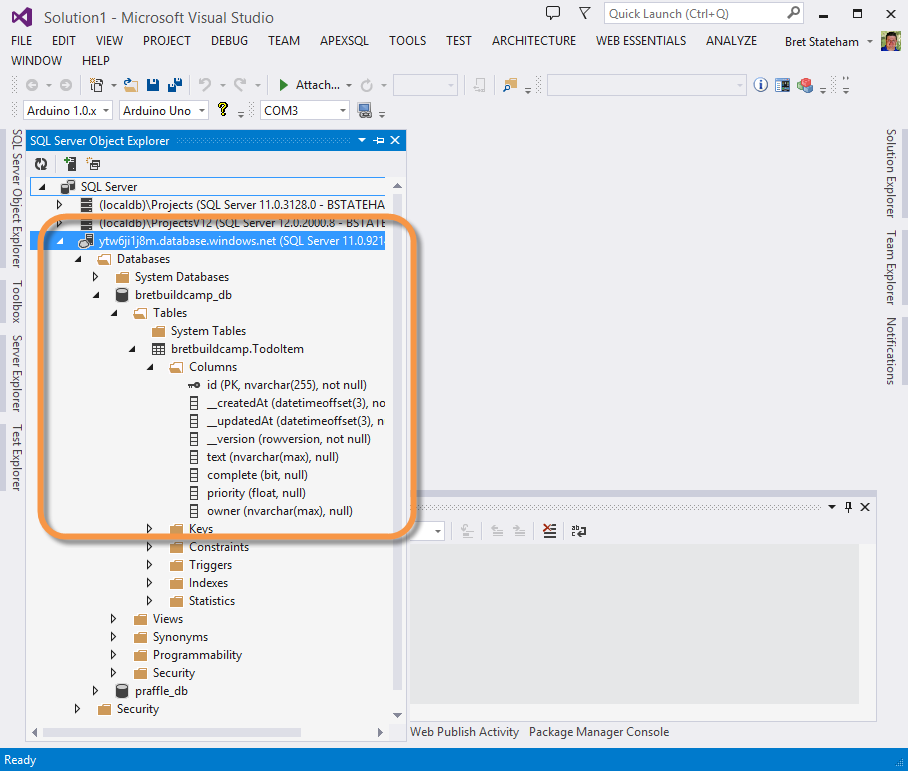 Solution1 - Microsoft Visual Studio
Quick Launch (Ctrl+Q)
FILE EDIT VIEW PROJECT DEBUG TEAM APEXSQL TOOLS TEST ARCHITECTURE WEB ESSENTIALS ANALYZE Bret Stateham
WINDOW HELP
Attach...
Arduino 1.0.x Arduino Uno ? COM3
SQL Server Object Explorer
Toolbox
Server Explorer
Test Explorer
SQL Server Object Explorer
SQL Server
(localdb)\Projects (SQL Server 11.0.3128.0 - BSTATEHA
(localdb)\ProjectsV12 (SQL Server 12.0.2000.8 - BSTATE
ytw6ji1j8m.database.windows.net (SQL Server 11.0.921
Databases
System Databases
bretbuildcamp_db
Tables
System Tables
bretbuildcamp.TodoItem
Columns
id (PK, nvarchar(255), not null)
__createdAt (datetimeoffset(3), no
__updatedAt (datetimeoffset(3), n
__version (rowversion, not null)
text (nvarchar(max), null)
complete (bit, null)
priority (float, null)
owner (nvarchar(max), null)
Keys
Constraints
Triggers
Indexes
Statistics
Views
Synonyms
Programmability
Security
praffle_db
Security
Solution Explorer
Team Explorer
Notifications
Web Publish Activity Package Manager Console
Ready